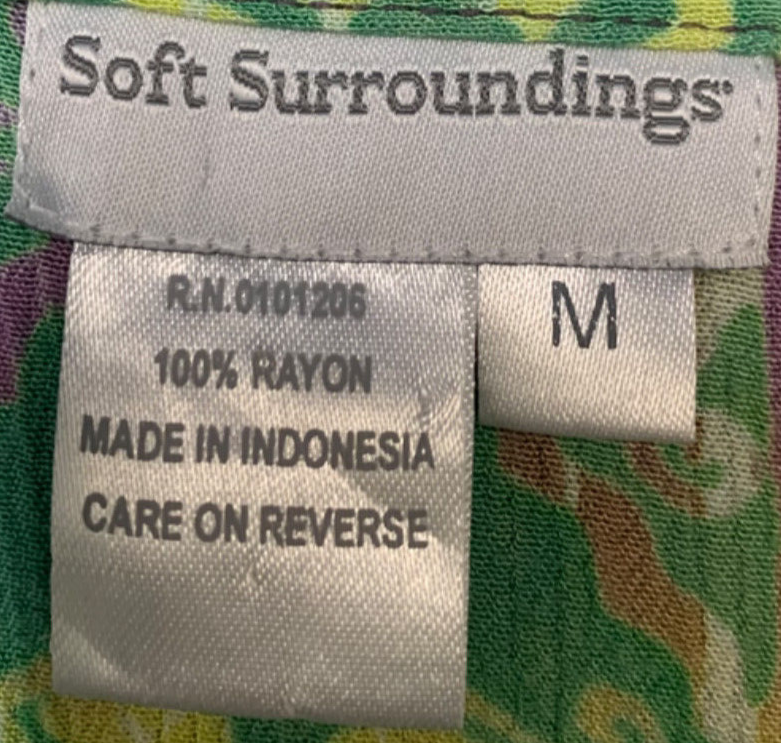 Soft Surroundings
R.N.0101206
100% RAYON
MADE IN INDONESIA
CARE ON REVERSE
M